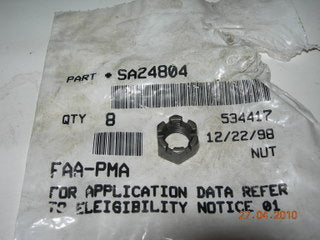 PART * SA24804
QTY 8 534417
12/22/98
NUT
FAA-PMA
FOR APPLICATION DATA REFER
TO ELEIGIBILITY NOTICE 01
27.04.2010